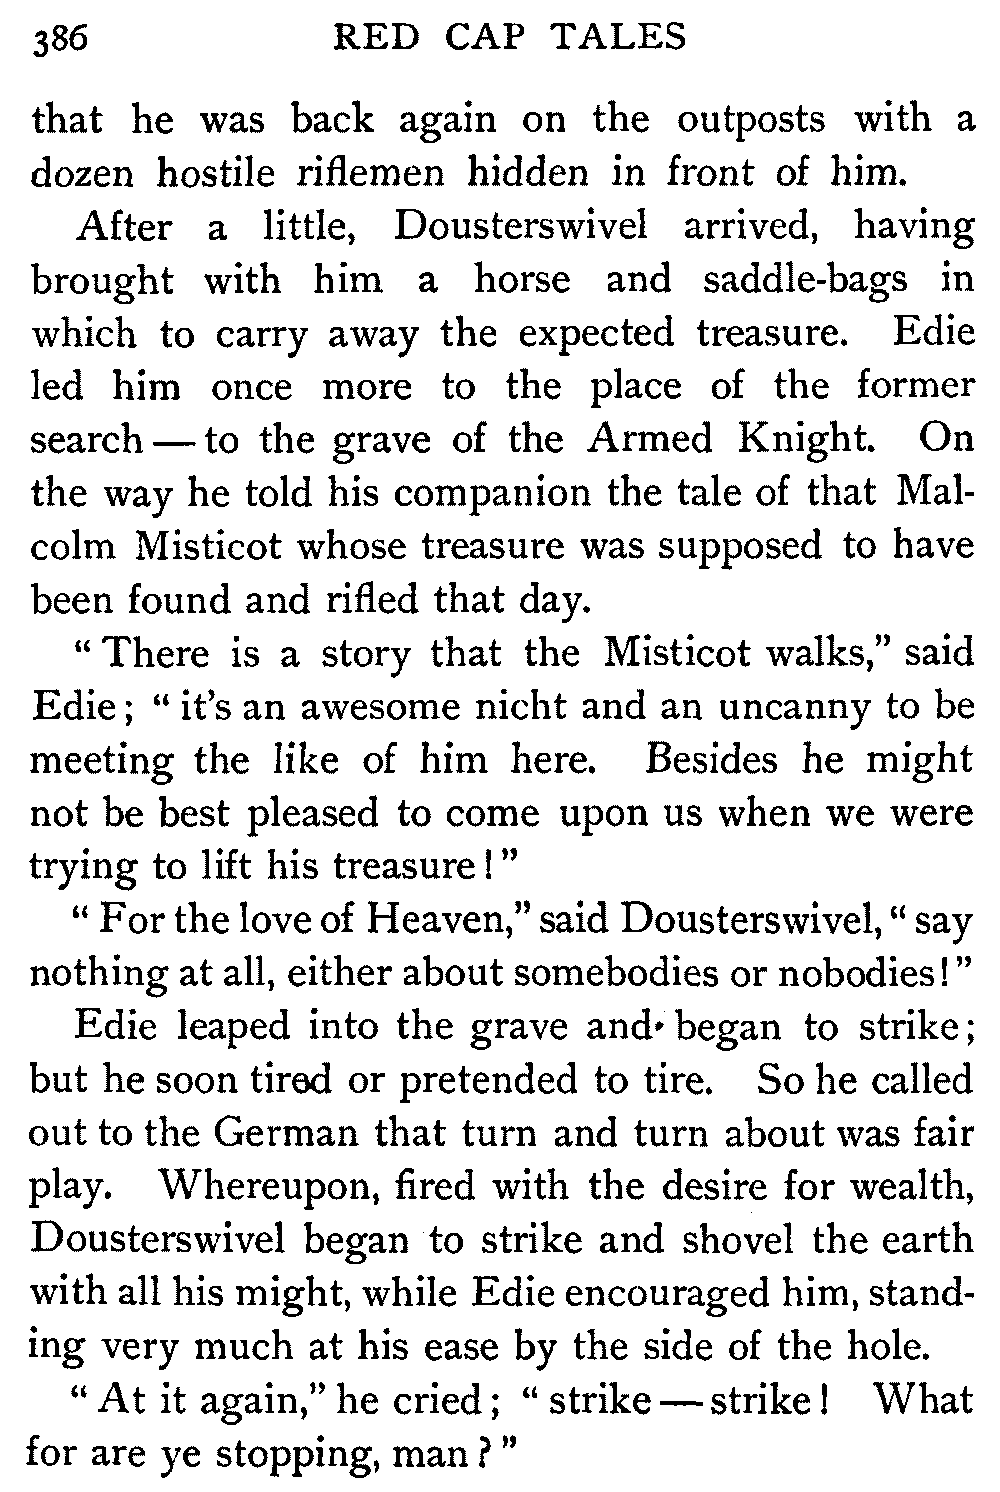 386 RED CAP TALES
that he was back again on the outposts with a
dozen hostile riflemen hidden in front of him.
After a little, Dousterswivel arrived, having
brought with him a horse and saddle-bags in
which to carry away the expected treasure. Edie
led him once more to the place of the former
search — to the grave of the Armed Knight. On
the way he told his companion the tale of that Mal-
colm Misticot whose treasure was supposed to have
been found and rifled that day.
“There is a story that the Misticot walks,” said
Edie; “it’s an awesome nicht and an uncanny to be
meeting the like of him here. Besides he might
not be best pleased to come upon us when we were
trying to lift his treasure!”
“For the love of Heaven,” said Dousterswivel, “say
nothing at all, either about somebodies or nobodies!”
Edie leaped into the grave and began to strike;
but he soon tired or pretended to tire. So he called
out to the German that turn and turn about was fair
play. Whereupon, fired with the desire for wealth,
Dousterswivel began to strike and shovel the earth
with all his might, while Edie encouraged him, stand-
ing very much at his ease by the side of the hole.
“At it again,” he cried; “strike — strike! What
for are ye stopping, man?”